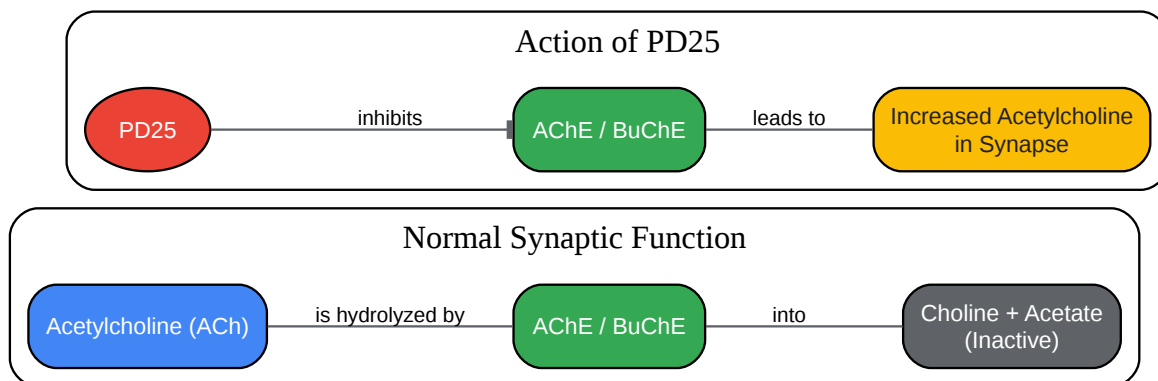 Action of PD25
PD25
inhibits
AChE / BuChE
leads to
Increased Acetylcholine
in Synapse
Normal Synaptic Function
Acetylcholine (ACh)
is hydrolyzed by
AChE / BuChE
into
Choline + Acetate
(Inactive)